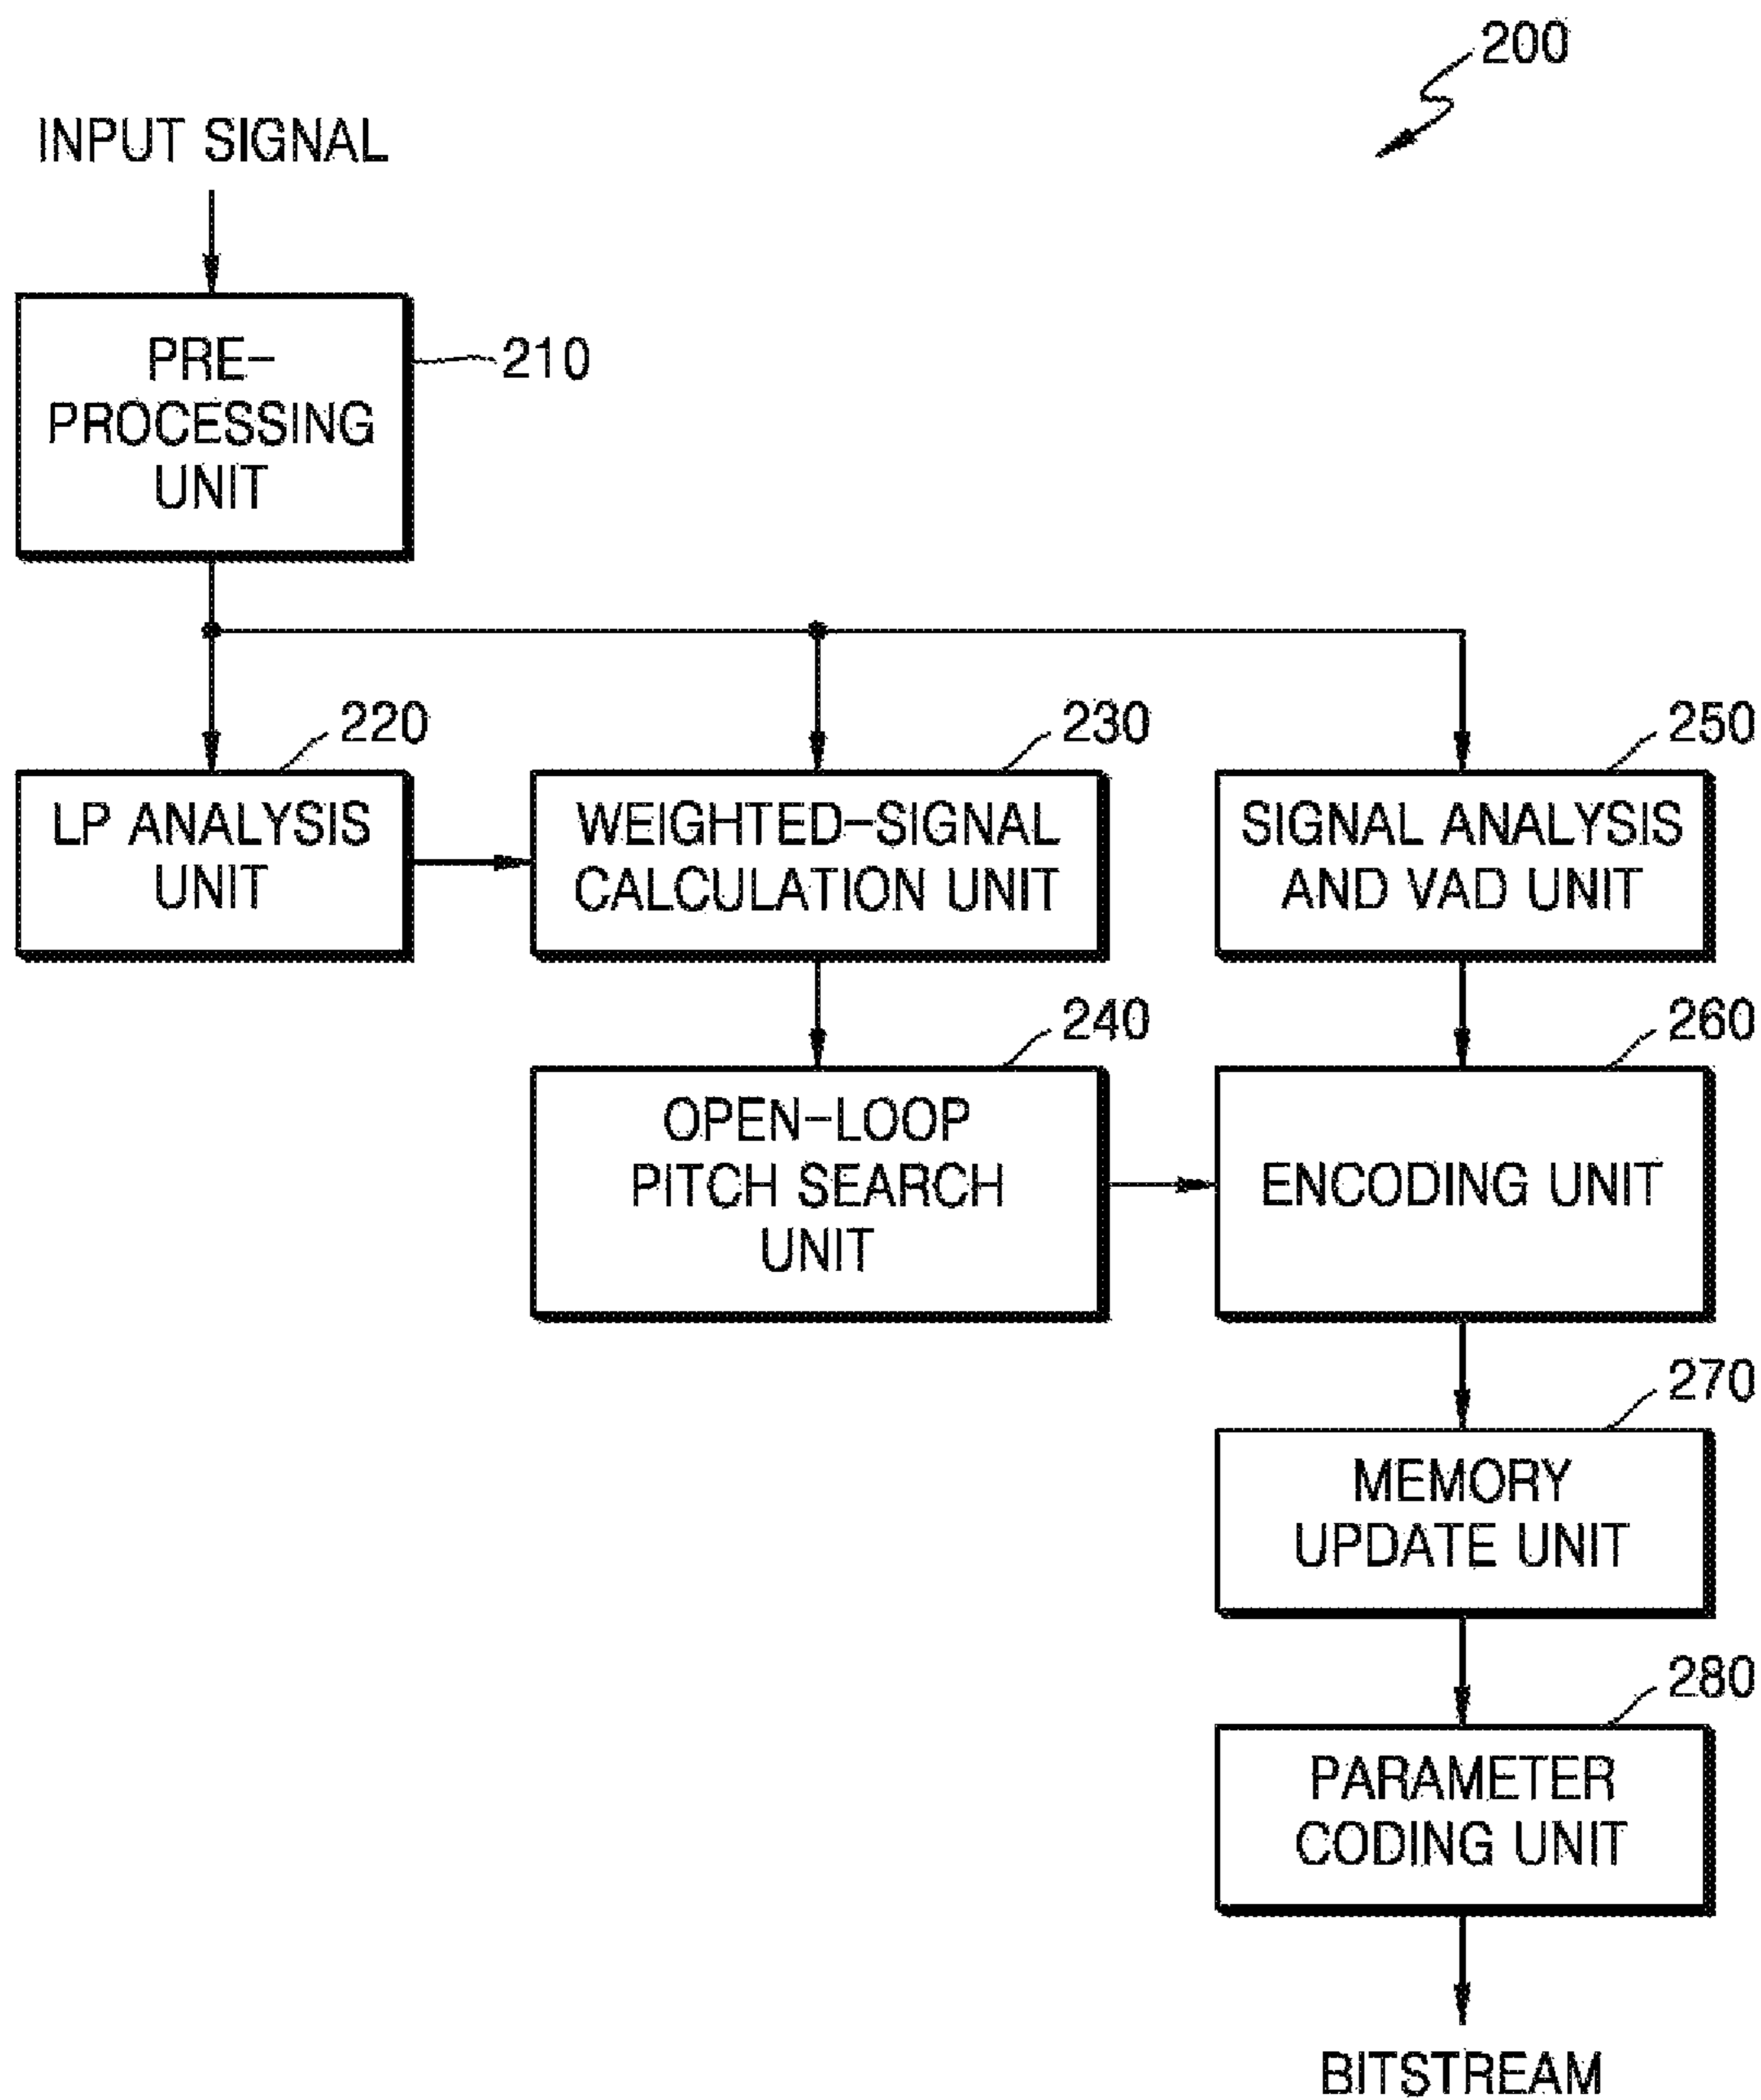 200
INPUT SIGNAL
PRE-
PROCESSING
UNIT
210
220
LP ANALYSIS
UNIT
230
WEIGHTED-SIGNAL
CALCULATION UNIT
250
SIGNAL ANALYSIS
AND VAD UNIT
240
OPEN-LOOP
PITCH SEARCH
UNIT
260
ENCODING UNIT
270
MEMORY
UPDATE UNIT
280
PARAMETER
CODING UNIT
BITSTREAM